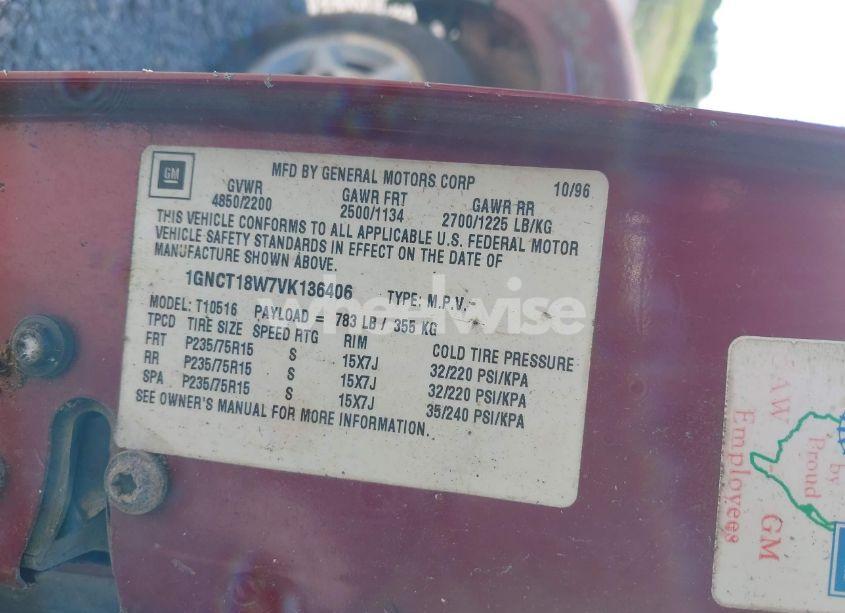 GM
MFD BY GENERAL MOTORS CORP 10/96
GVWR GAWR FRT GAWR RR
4850/2200 2500/1134 2700/1225 LB/KG
THIS VEHICLE CONFORMS TO ALL APPLICABLE U.S. FEDERAL MOTOR
VEHICLE SAFETY STANDARDS IN EFFECT ON THE DATE OF
MANUFACTURE SHOWN ABOVE.
1GNCT18W7VK136406 TYPE: M.P.V.
MODEL: T10516 PAYLOAD = 783 LB / 355 KG
TPCD TIRE SIZE SPEED RTG RIM COLD TIRE PRESSURE
FRT P235/75R15 S 15X7J 32/220 PSI/KPA
RR P235/75R15 S 15X7J 32/220 PSI/KPA
SPA P235/75R15 S 15X7J 35/240 PSI/KPA
SEE OWNER'S MANUAL FOR MORE INFORMATION.
wheelwise
UAW GM
Employees
Proud
by